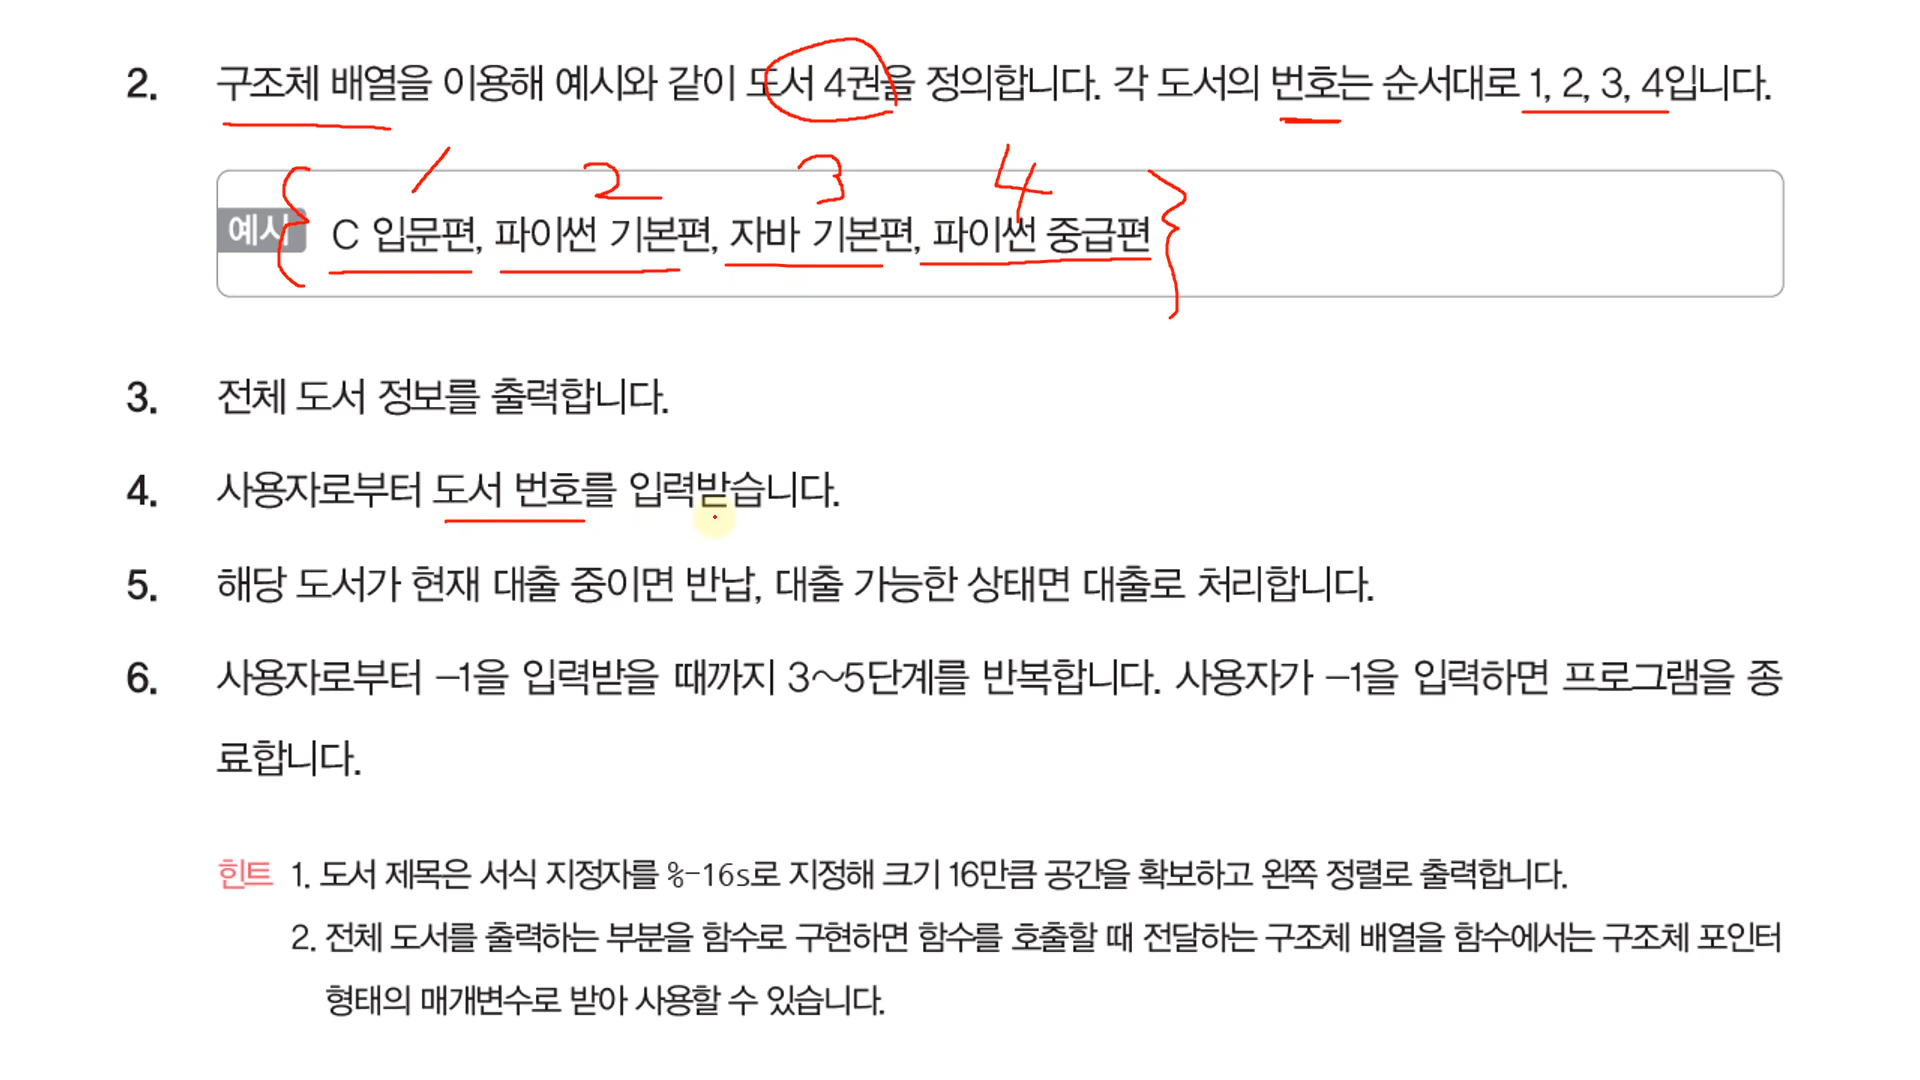 2. 구조체 배열을 이용해 예시와 같이 도서 4권을 정의합니다. 각 도서의 번호는 순서대로 1, 2, 3, 4입니다.
1 2 3 4
예시 C 입문편, 파이썬 기본편, 자바 기본편, 파이썬 중급편
3. 전체 도서 정보를 출력합니다.
4. 사용자로부터 도서 번호를 입력받습니다.
5. 해당 도서가 현재 대출 중이면 반납, 대출 가능한 상태면 대출로 처리합니다.
6. 사용자로부터 -1을 입력받을 때까지 3~5단계를 반복합니다. 사용자가 -1을 입력하면 프로그램을 종
료합니다.
힌트 1. 도서 제목은 서식 지정자를 %-16s로 지정해 크기 16만큼 공간을 확보하고 왼쪽 정렬로 출력합니다.
2. 전체 도서를 출력하는 부분을 함수로 구현하면 함수를 호출할 때 전달하는 구조체 배열을 함수에서는 구조체 포인터
형태의 매개변수로 받아 사용할 수 있습니다.